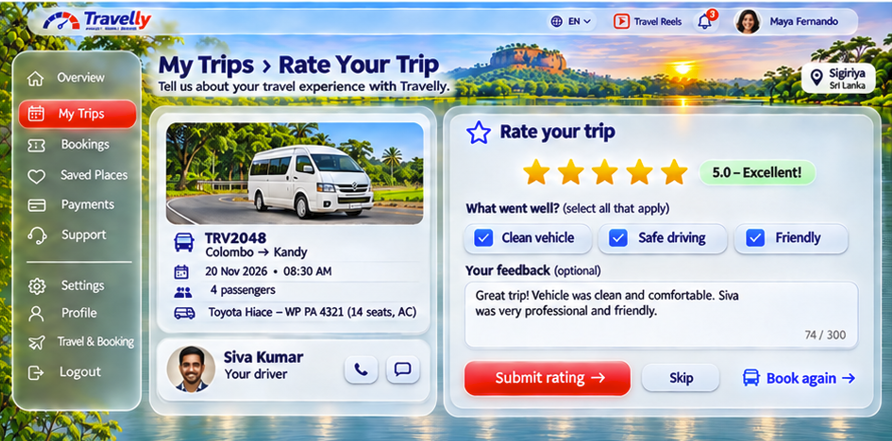 Travelly
EN
Travel Reels
3
Maya Fernando
Overview
My Trips
Bookings
Saved Places
Payments
Support
Settings
Profile
Travel & Booking
Logout
My Trips › Rate Your Trip
Tell us about your travel experience with Travelly.
Sigiriya
Sri Lanka
TRV2048
Colombo → Kandy
20 Nov 2026 • 08:30 AM
4 passengers
Toyota Hiace – WP PA 4321 (14 seats, AC)
Siva Kumar
Your driver
Rate your trip
5.0 – Excellent!
What went well? (select all that apply)
Clean vehicle
Safe driving
Friendly
Your feedback (optional)
Great trip! Vehicle was clean and comfortable. Siva
was very professional and friendly.
74 / 300
Submit rating →
Skip
Book again →